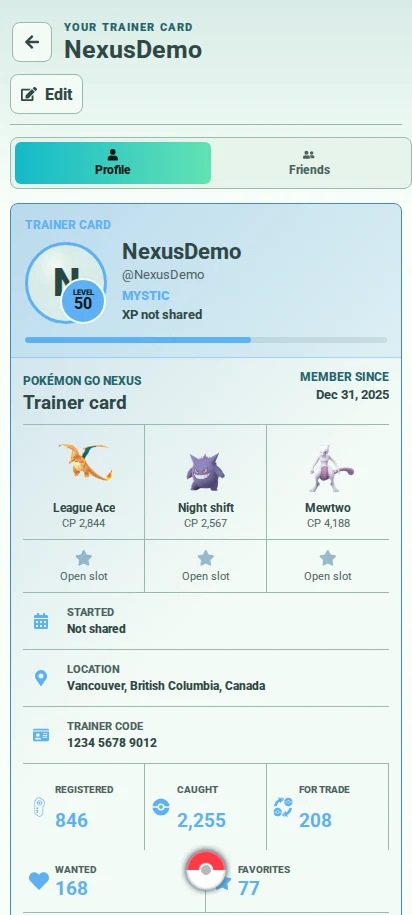 YOUR TRAINER CARD
NexusDemo
Edit
Profile
Friends
TRAINER CARD
N
LEVEL
50
NexusDemo
@NexusDemo
MYSTIC
XP not shared
POKÉMON GO NEXUS
Trainer card
MEMBER SINCE
Dec 31, 2025
League Ace
CP 2,844
Night shift
CP 2,567
Mewtwo
CP 4,188
Open slot
Open slot
Open slot
STARTED
Not shared
LOCATION
Vancouver, British Columbia, Canada
TRAINER CODE
1234 5678 9012
REGISTERED
846
CAUGHT
2,255
FOR TRADE
208
WANTED
168
FAVORITES
77